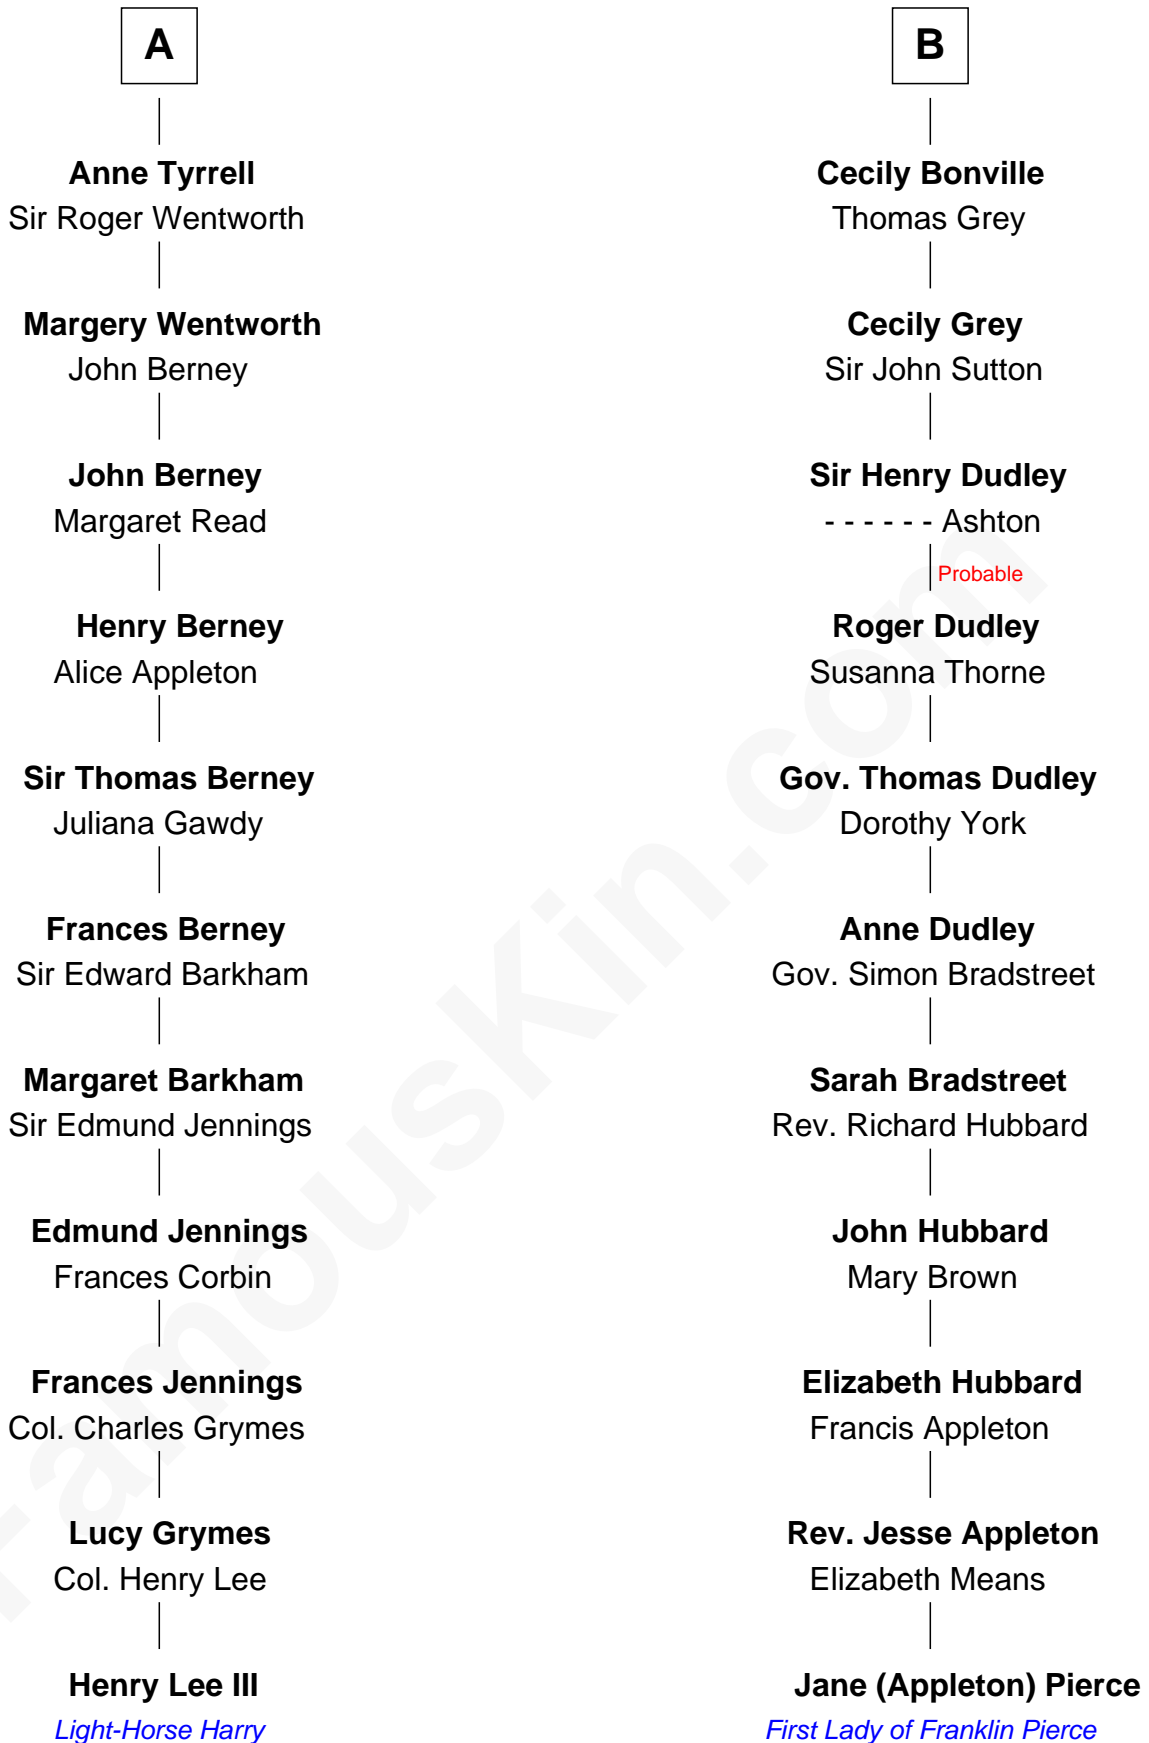 A
Anne Tyrrell
Sir Roger Wentworth
Margery Wentworth
John Berney
John Berney
Margaret Read
Henry Berney
Alice Appleton
Sir Thomas Berney
Juliana Gawdy
Frances Berney
Sir Edward Barkham
Margaret Barkham
Sir Edmund Jennings
Edmund Jennings
Frances Corbin
Frances Jennings
Col. Charles Grymes
Lucy Grymes
Col. Henry Lee
Henry Lee III
Light-Horse Harry
B
Cecily Bonville
Thomas Grey
Cecily Grey
Sir John Sutton
Sir Henry Dudley
- - - - - - Ashton
Probable
Roger Dudley
Susanna Thorne
Gov. Thomas Dudley
Dorothy York
Anne Dudley
Gov. Simon Bradstreet
Sarah Bradstreet
Rev. Richard Hubbard
John Hubbard
Mary Brown
Elizabeth Hubbard
Francis Appleton
Rev. Jesse Appleton
Elizabeth Means
Jane (Appleton) Pierce
First Lady of Franklin Pierce
FamousKin.com